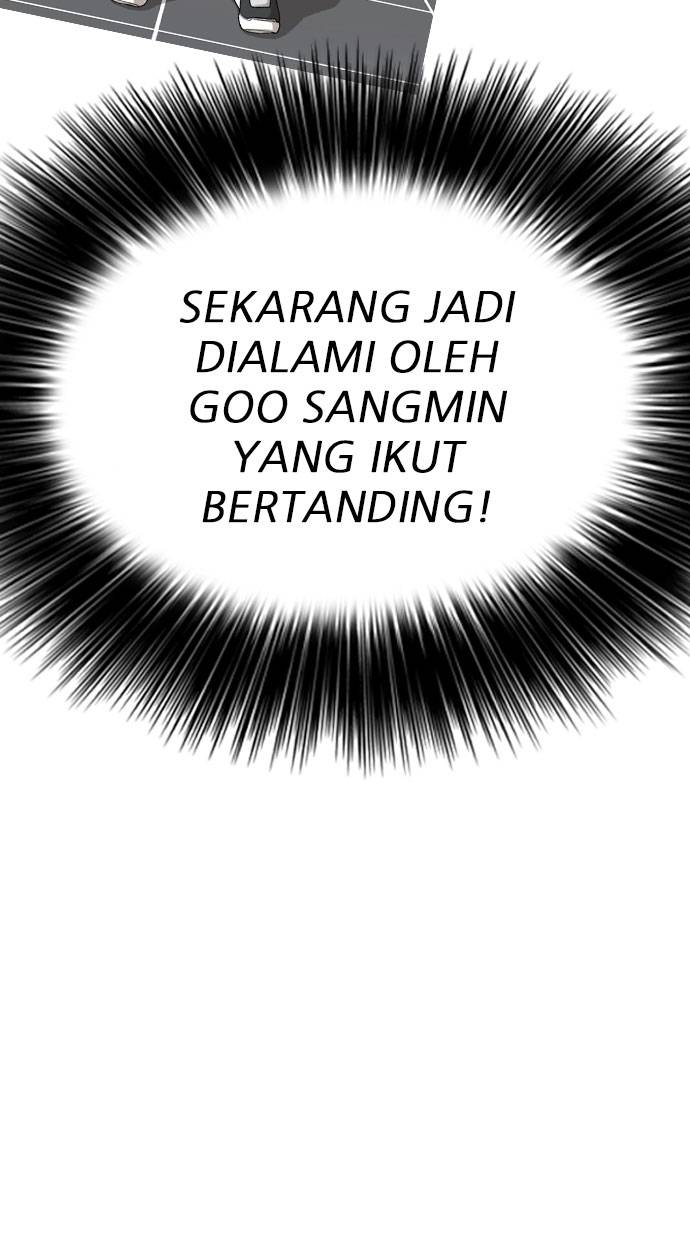 SEKARANG JADI
DIALAMI OLEH
GOO SANGMIN
YANG IKUT
BERTANDING!